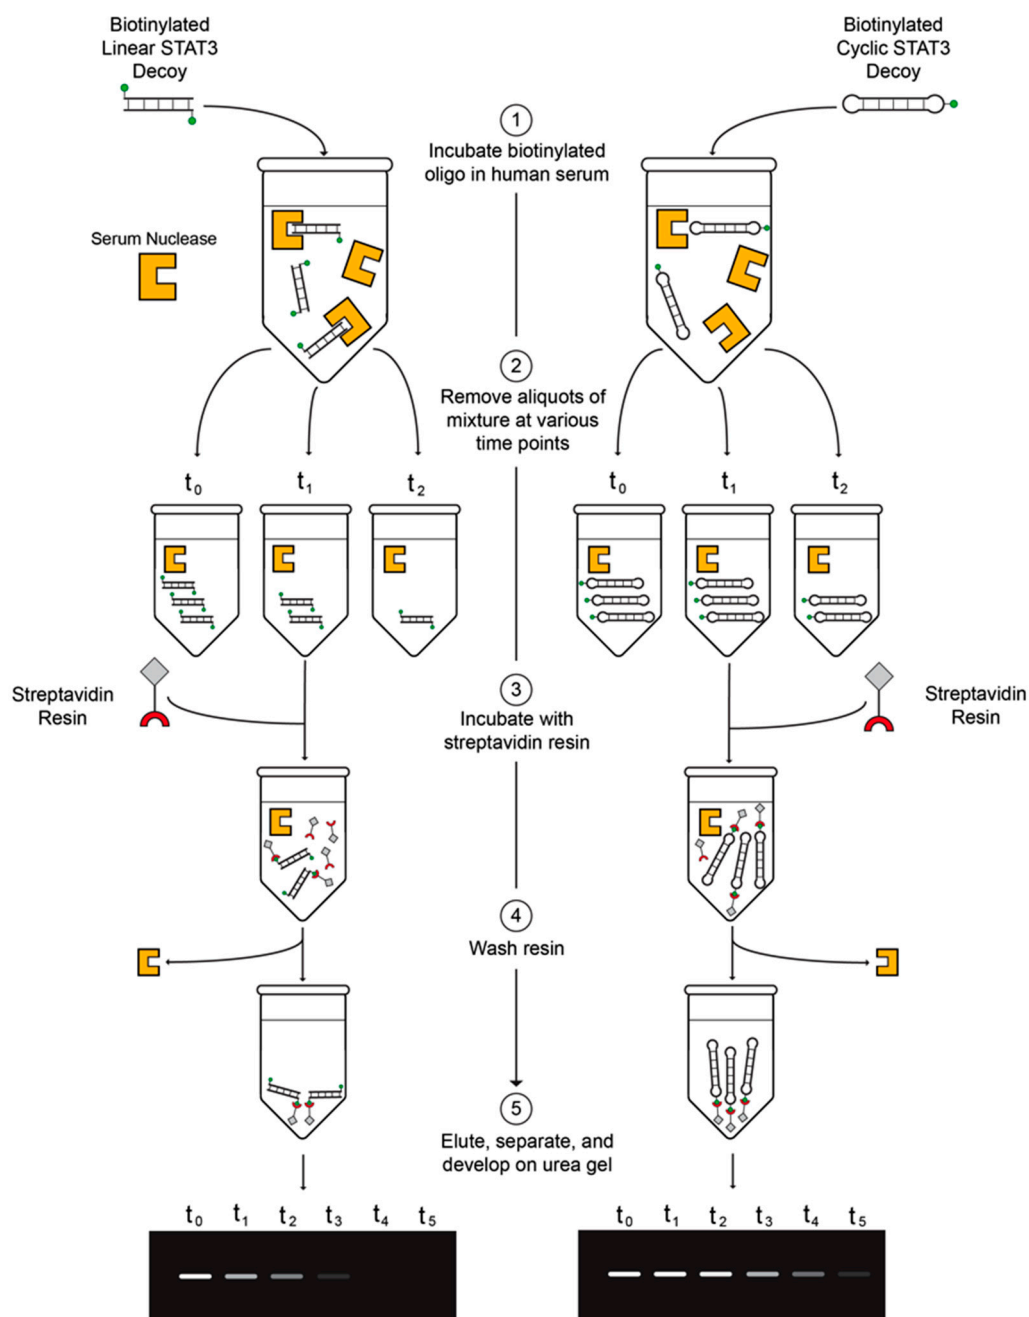 Biotinylated
Linear STAT3
Decoy
Biotinylated
Cyclic STAT3
Decoy
1
Incubate biotinylated
oligo in human serum
Serum Nuclease
2
Remove aliquots of
mixture at various
time points
t0 t1 t2
t0 t1 t2
Streptavidin
Resin
3
Incubate with
streptavidin resin
Streptavidin
Resin
4
Wash resin
5
Elute, separate, and
develop on urea gel
t0 t1 t2 t3 t4 t5
t0 t1 t2 t3 t4 t5